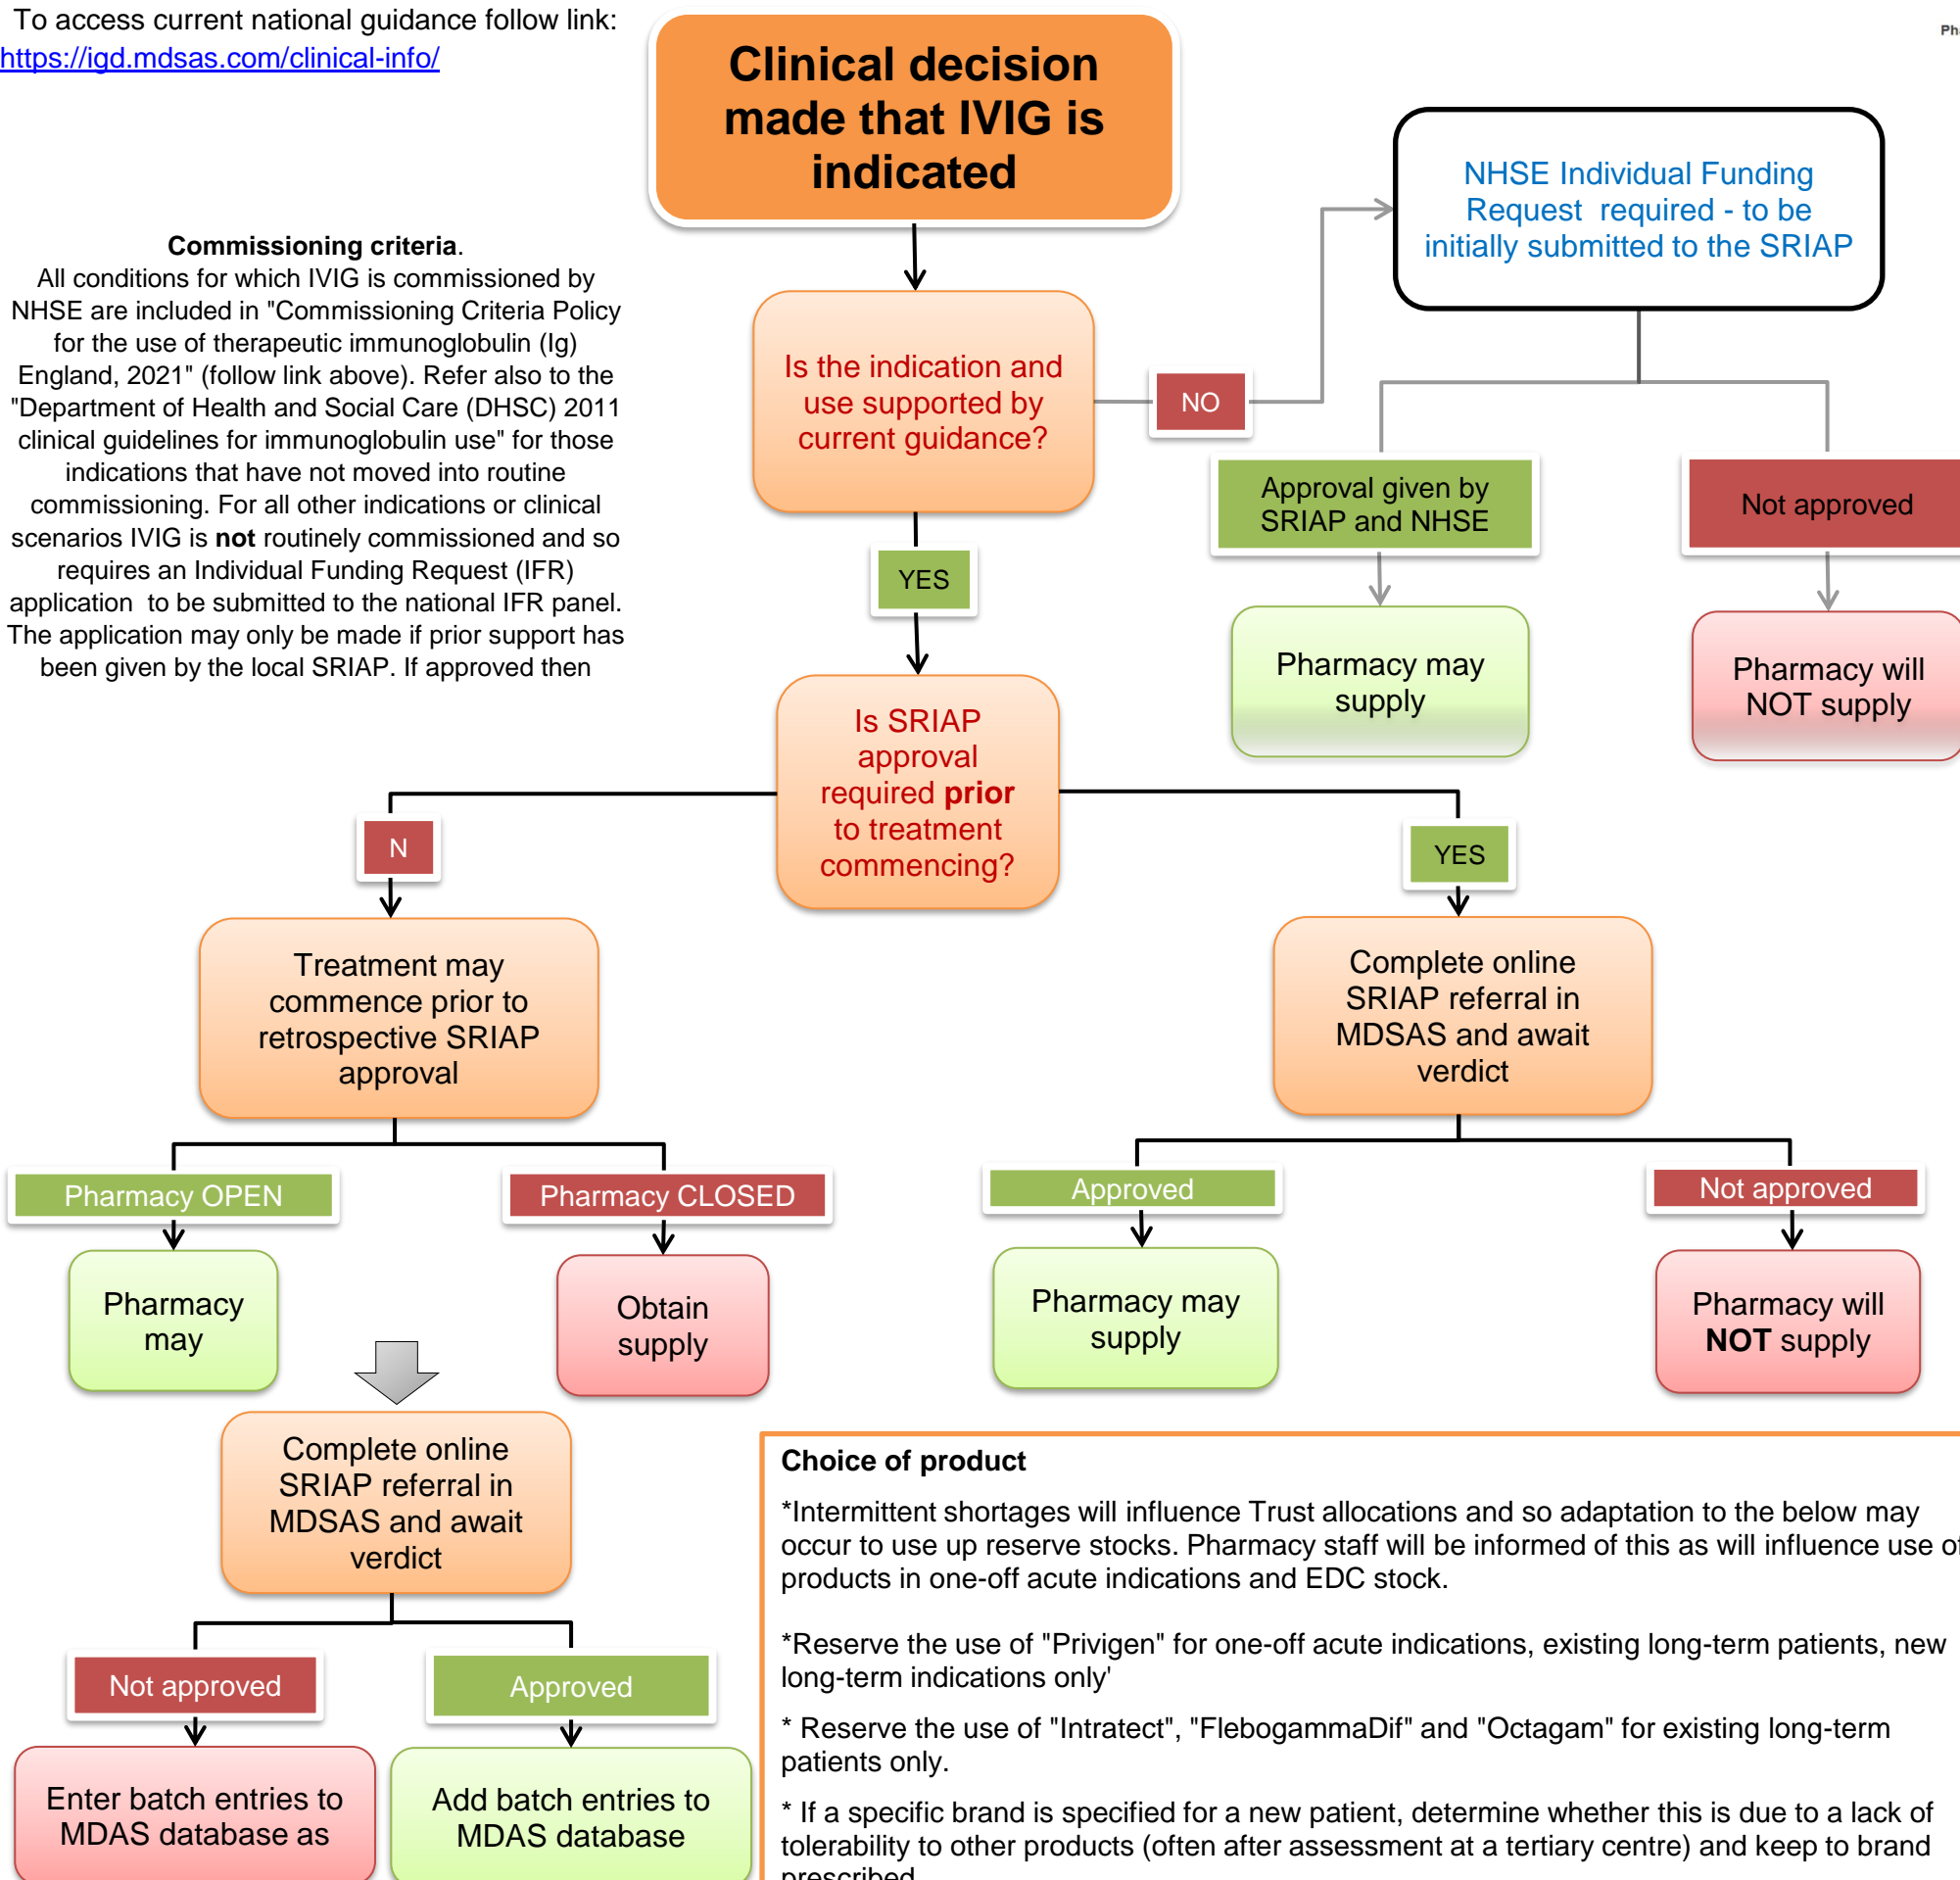 To access current national guidance follow link:
https://igd.mdsas.com/clinical-info/
Clinical decision
made that IVIG is
indicated
NHSE Individual Funding
Request required - to be
initially submitted to the SRIAP
Commissioning criteria.
All conditions for which IVIG is commissioned by
NHSE are included in "Commissioning Criteria Policy
for the use of therapeutic immunoglobulin (Ig)
England, 2021" (follow link above). Refer also to the
"Department of Health and Social Care (DHSC) 2011
clinical guidelines for immunoglobulin use" for those
indications that have not moved into routine
commissioning. For all other indications or clinical
scenarios IVIG is not routinely commissioned and so
requires an Individual Funding Request (IFR)
application to be submitted to the national IFR panel.
The application may only be made if prior support has
been given by the local SRIAP. If approved then
Is the indication and
use supported by
current guidance?
NO
Approval given by
SRIAP and NHSE
Not approved
YES
Pharmacy may
supply
Pharmacy will
NOT supply
Is SRIAP
approval
required prior
to treatment
commencing?
N
YES
Treatment may
commence prior to
retrospective SRIAP
approval
Complete online
SRIAP referral in
MDSAS and await
verdict
Pharmacy OPEN
Pharmacy CLOSED
Approved
Not approved
Pharmacy
may
Obtain
supply
Pharmacy may
supply
Pharmacy will
NOT supply
Complete online
SRIAP referral in
MDSAS and await
verdict
Not approved
Approved
Enter batch entries to
MDAS database as
Add batch entries to
MDAS database
Choice of product
*Intermittent shortages will influence Trust allocations and so adaptation to the below may
occur to use up reserve stocks. Pharmacy staff will be informed of this as will influence use of
products in one-off acute indications and EDC stock.
*Reserve the use of "Privigen" for one-off acute indications, existing long-term patients, new
long-term indications only'
* Reserve the use of "Intratect", "FlebogammaDif" and "Octagam" for existing long-term
patients only.
* If a specific brand is specified for a new patient, determine whether this is due to a lack of
tolerability to other products (often after assessment at a tertiary centre) and keep to brand
prescribed